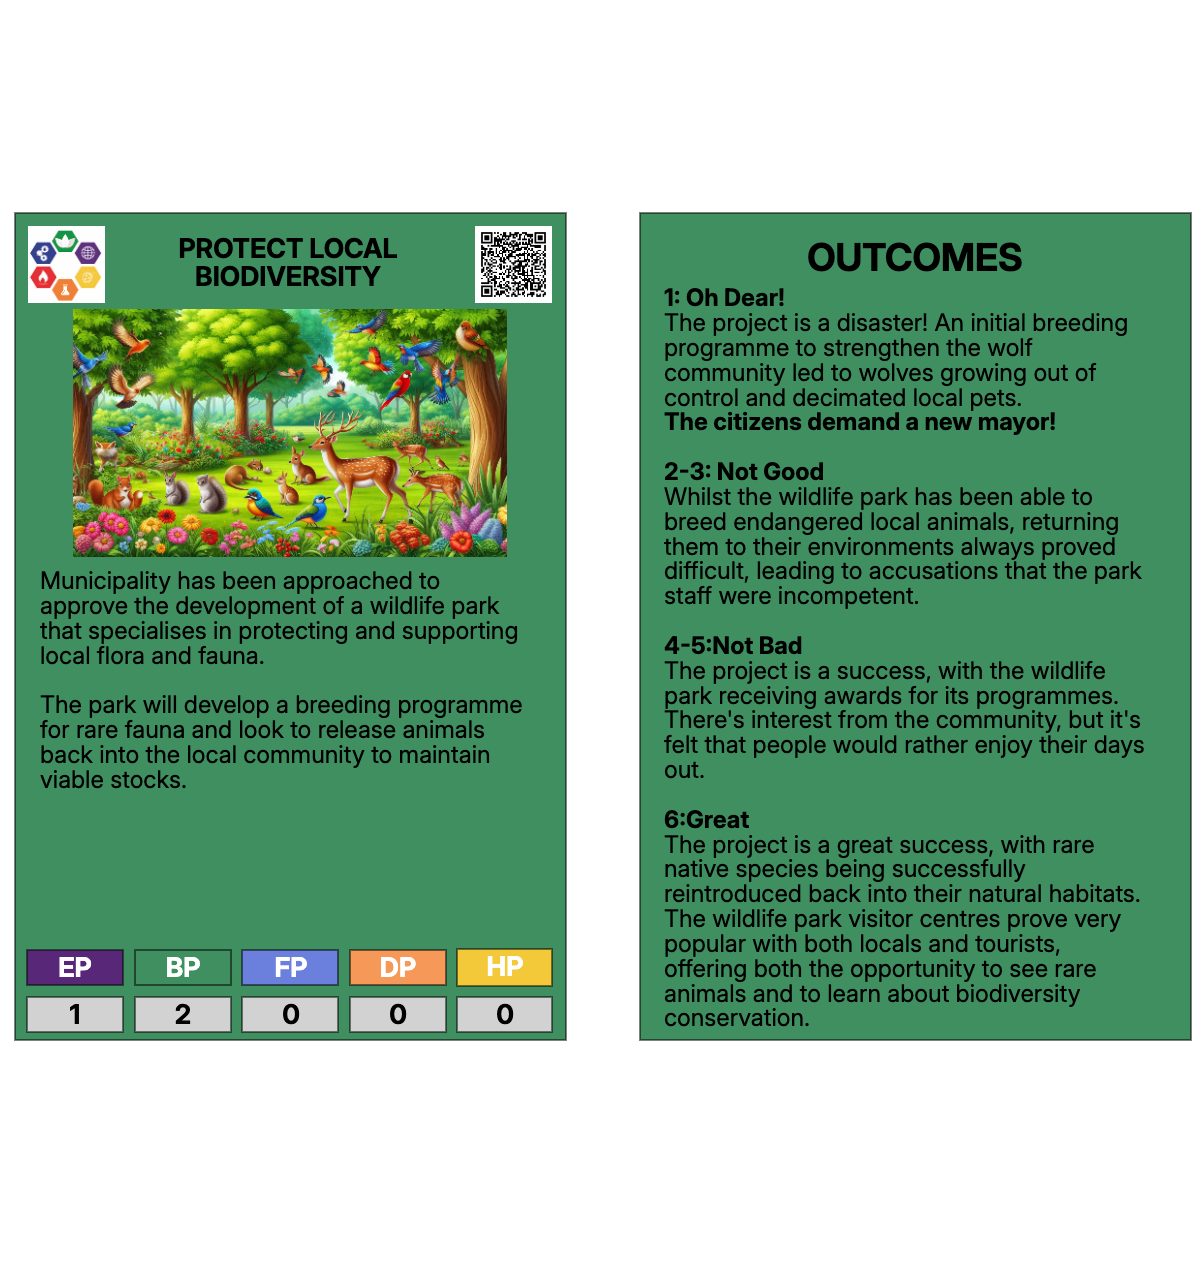 PROTECT LOCAL
BIODIVERSITY
Municipality has been approached to
approve the development of a wildlife park
that specialises in protecting and supporting
local flora and fauna.
The park will develop a breeding programme
for rare fauna and look to release animals
back into the local community to maintain
viable stocks.
EP BP FP DP HP
1 2 0 0 0
OUTCOMES
1: Oh Dear!
The project is a disaster! An initial breeding
programme to strengthen the wolf
community led to wolves growing out of
control and decimated local pets.
The citizens demand a new mayor!
2-3: Not Good
Whilst the wildlife park has been able to
breed endangered local animals, returning
them to their environments always proved
difficult, leading to accusations that the park
staff were incompetent.
4-5:Not Bad
The project is a success, with the wildlife
park receiving awards for its programmes.
There's interest from the community, but it's
felt that people would rather enjoy their days
out.
6:Great
The project is a great success, with rare
native species being successfully
reintroduced back into their natural habitats.
The wildlife park visitor centres prove very
popular with both locals and tourists,
offering both the opportunity to see rare
animals and to learn about biodiversity
conservation.